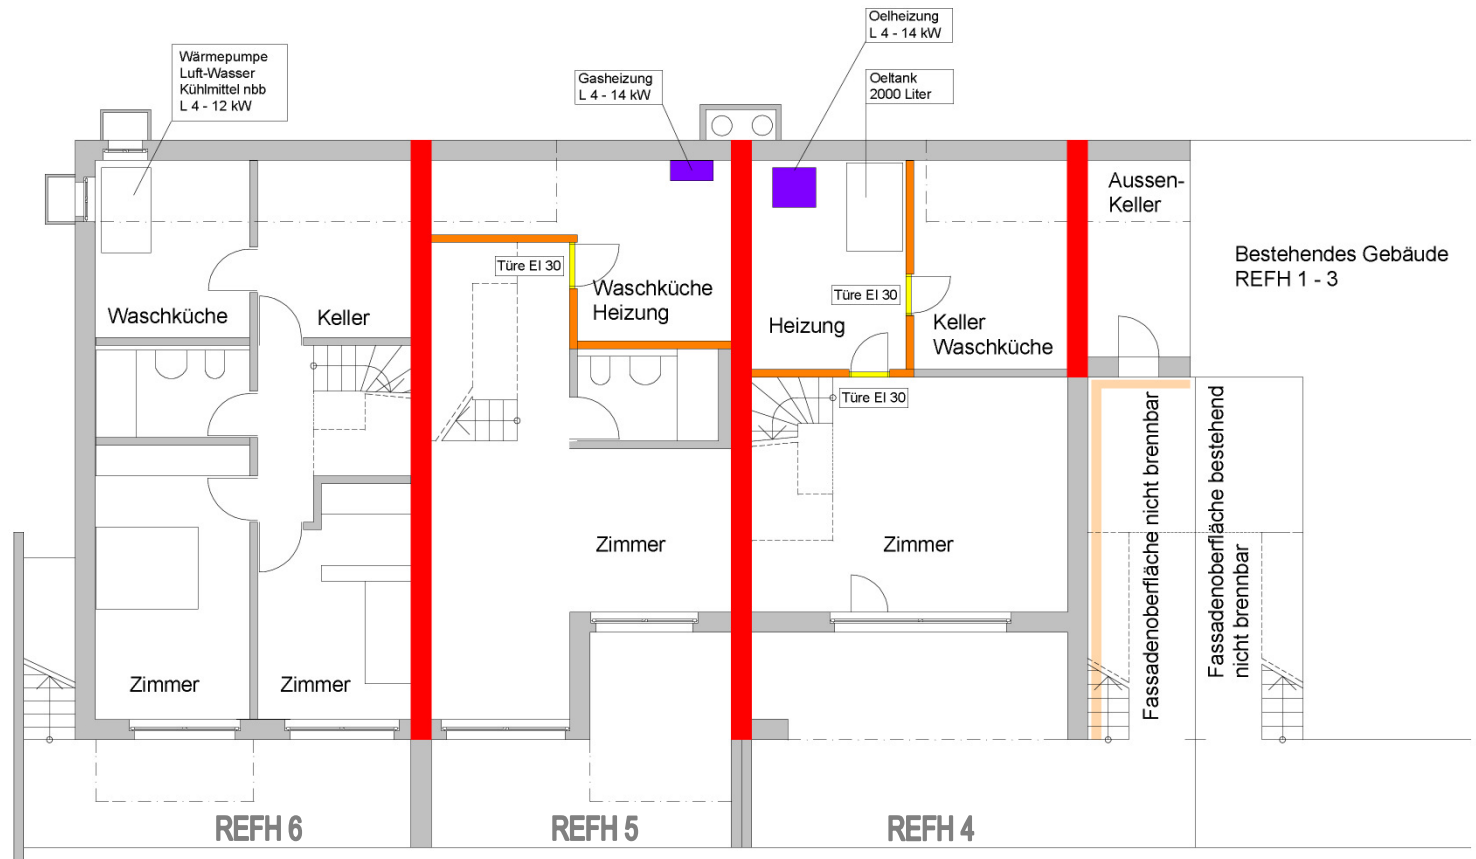 Oelheizung
L 4 - 14 kW
Wärmepumpe
Luft-Wasser
Kühlmittel nbb
L 4 - 12 kW
Gasheizung
L 4 - 14 kW
Oeltank
2000 Liter
Aussen-
Keller
Bestehendes Gebäude
REFH 1 - 3
Türe EI 30
Waschküche
Heizung
Türe EI 30
Waschküche
Keller
Heizung
Keller
Waschküche
Türe EI 30
Fassadenoberfläche nicht brennbar
Fassadenoberfläche bestehend
nicht brennbar
Zimmer
Zimmer
Zimmer
Zimmer
REFH 6
REFH 5
REFH 4